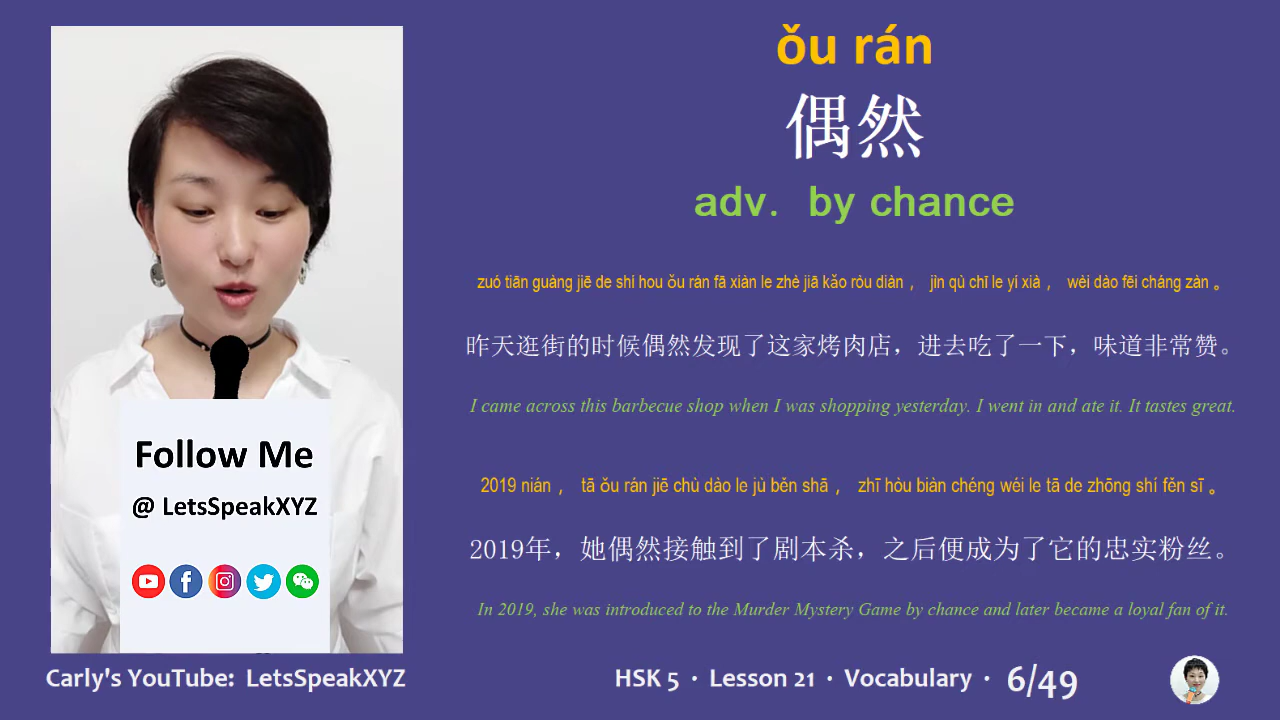 ǒu rán
偶然
adv. by chance
zuó tiān guàng jiē de shí hou ǒu rán fā xiàn le zhè jiā kǎo ròu diàn， jìn qù chī le yí xià， wèi dào fēi cháng zàn 。
昨天逛街的时候偶然发现了这家烤肉店，进去吃了一下，味道非常赞。
I came across this barbecue shop when I was shopping yesterday. I went in and ate it. It tastes great.
2019 nián， tā ǒu rán jiē chù dào le jù běn shā， zhī hòu biàn chéng wéi le tā de zhōng shí fěn sī 。
2019年，她偶然接触到了剧本杀，之后便成为了它的忠实粉丝。
In 2019, she was introduced to the Murder Mystery Game by chance and later became a loyal fan of it.
Follow Me
@ LetsSpeakXYZ
Carly's YouTube: LetsSpeakXYZ
HSK 5 · Lesson 21 · Vocabulary · 6/49